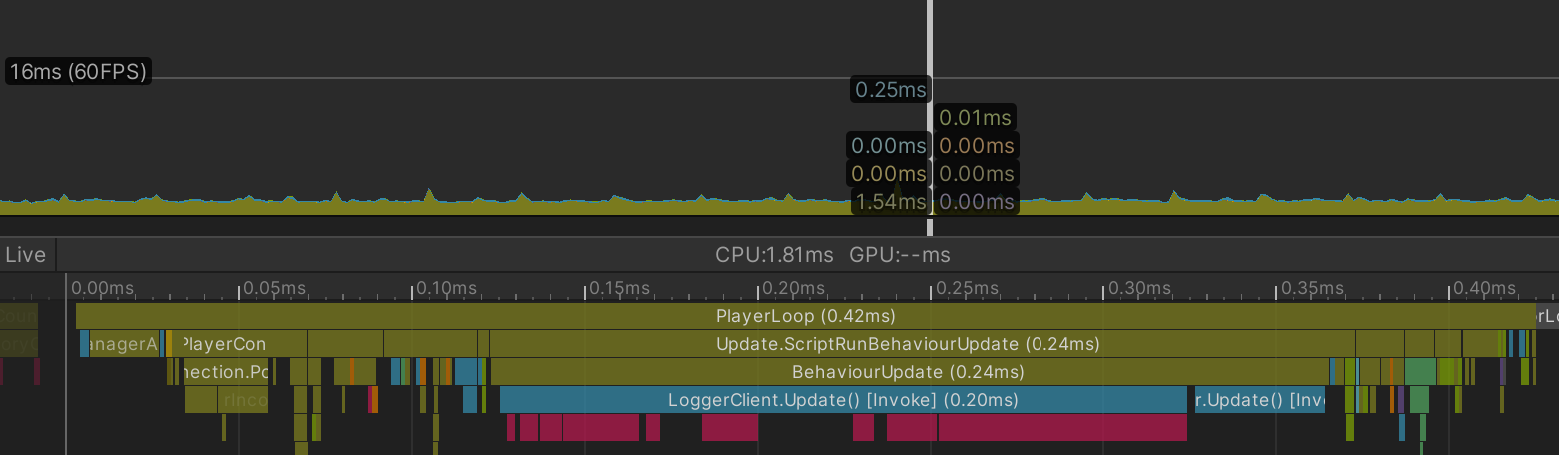 16ms (60FPS)
0.25ms
0.01ms
0.00ms 0.00ms
0.00ms 0.00ms
1.54ms 0.00ms
Live CPU:1.81ms GPU:--ms
0.00ms 0.05ms 0.10ms 0.15ms 0.20ms 0.25ms 0.30ms 0.35ms 0.40ms
PlayerLoop (0.42ms)
anagerA PlayerCon Update.ScriptRunBehaviourUpdate (0.24ms)
nection.Po BehaviourUpdate (0.24ms)
rInco LoggerClient.Update() [Invoke] (0.20ms) r.Update() [Invo